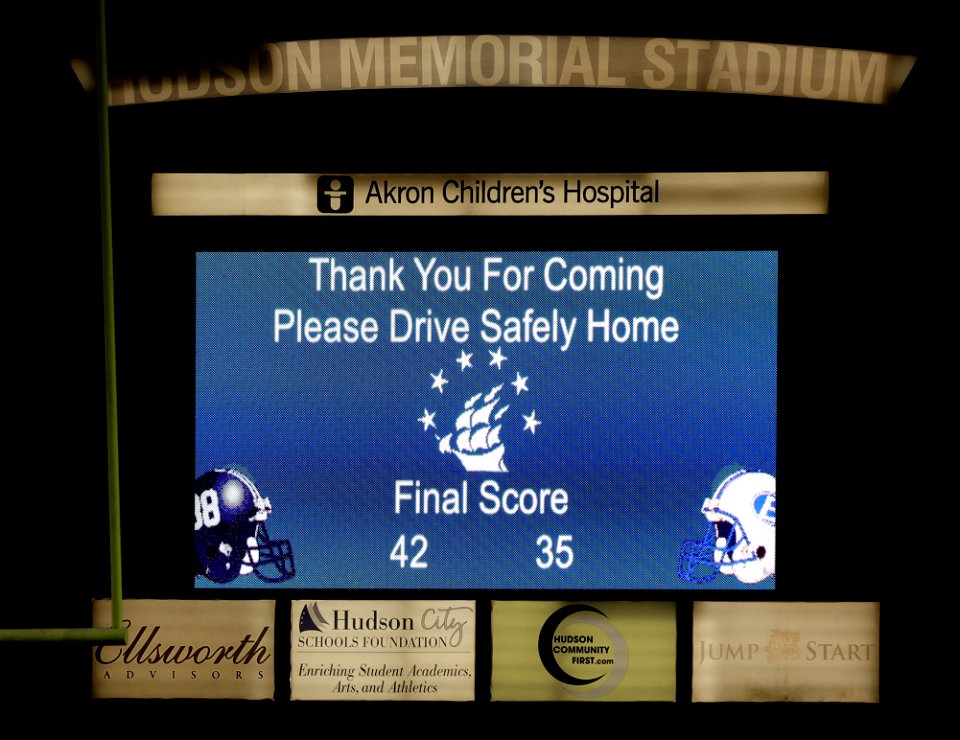 HUDSON MEMORIAL STADIUM
Akron Children's Hospital
Thank You For Coming
Please Drive Safely Home
Final Score
42 35
Ellsworth
ADVISORS
Hudson City
SCHOOLS FOUNDATION
Enriching Student Academics,
Arts, and Athletics
HUDSON
COMMUNITY
FIRST.com
JUMP START